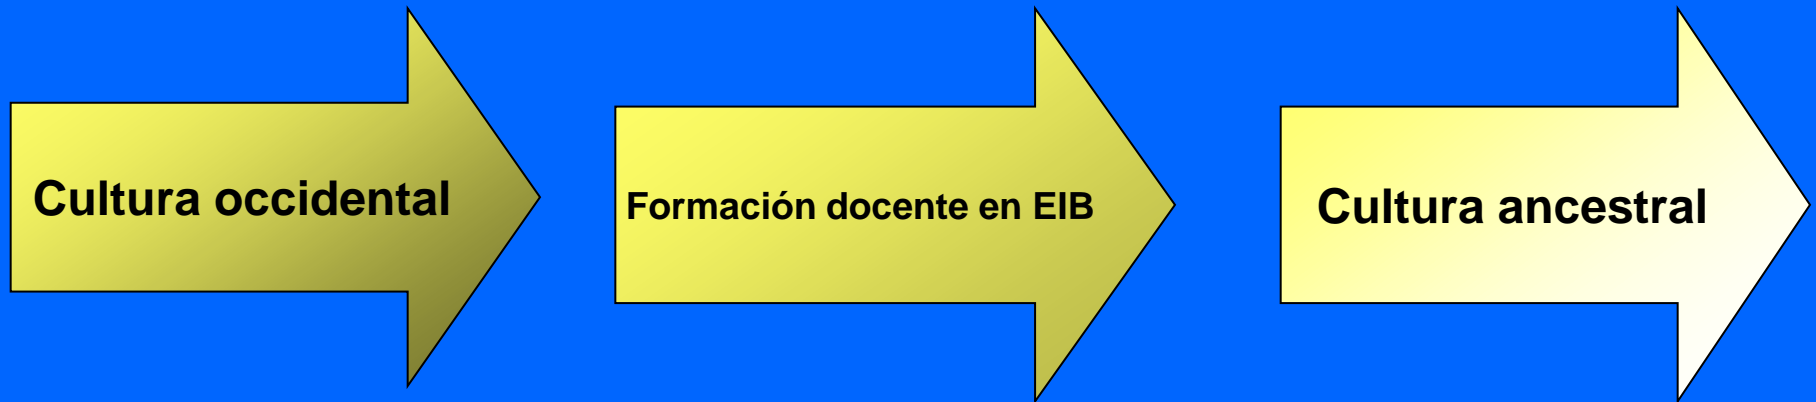 Cultura occidental
Formación docente en EIB
Cultura ancestral